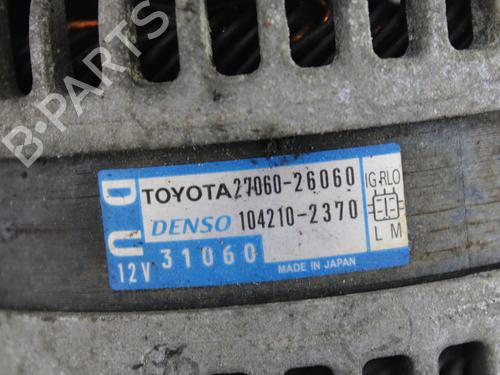 B-PARTS
D U
TOYOTA 27060-26060
DENSO 104210-2370
12V 31060
MADE IN JAPAN
IG RLO
L M